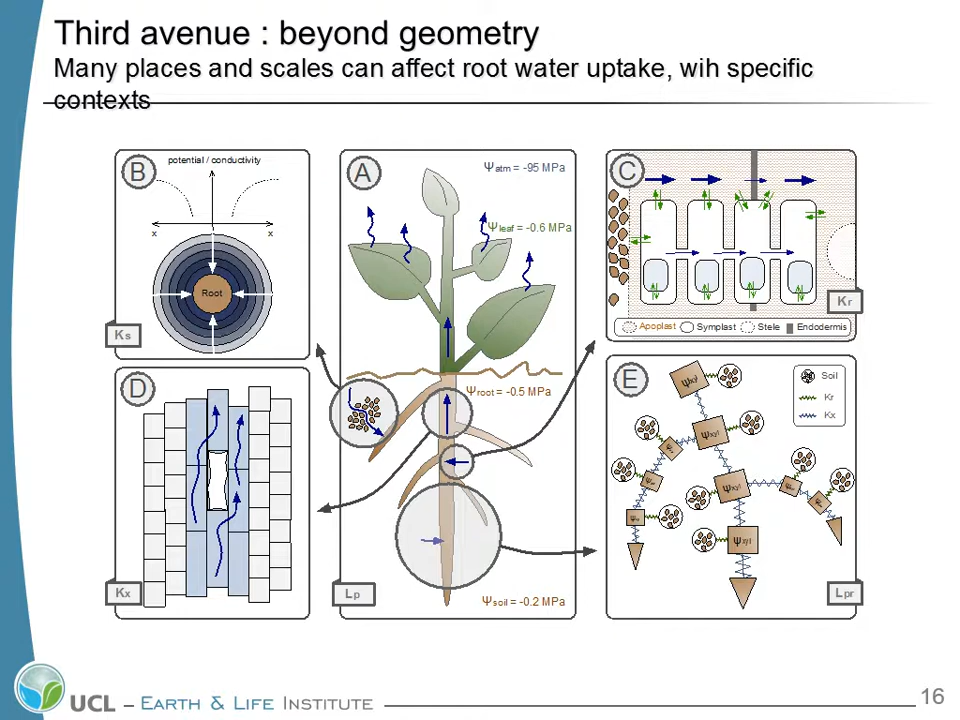 Third avenue : beyond geometry
Many places and scales can affect root water uptake, wih specific
contexts
B
potential / conductivity
x x
Root
Ks
A
Ψatm = -95 MPa
Ψleaf = -0.6 MPa
Ψroot = -0.5 MPa
Ψsoil = -0.2 MPa
Lp
C
Kr
Apoplast Symplast Stele Endodermis
D
Kx
E
Soil
Kr
Kx
Ψxyl
Ψxyl
Ψxyl
Ψxyl
Lpr
UCL – EARTH & LIFE INSTITUTE
16